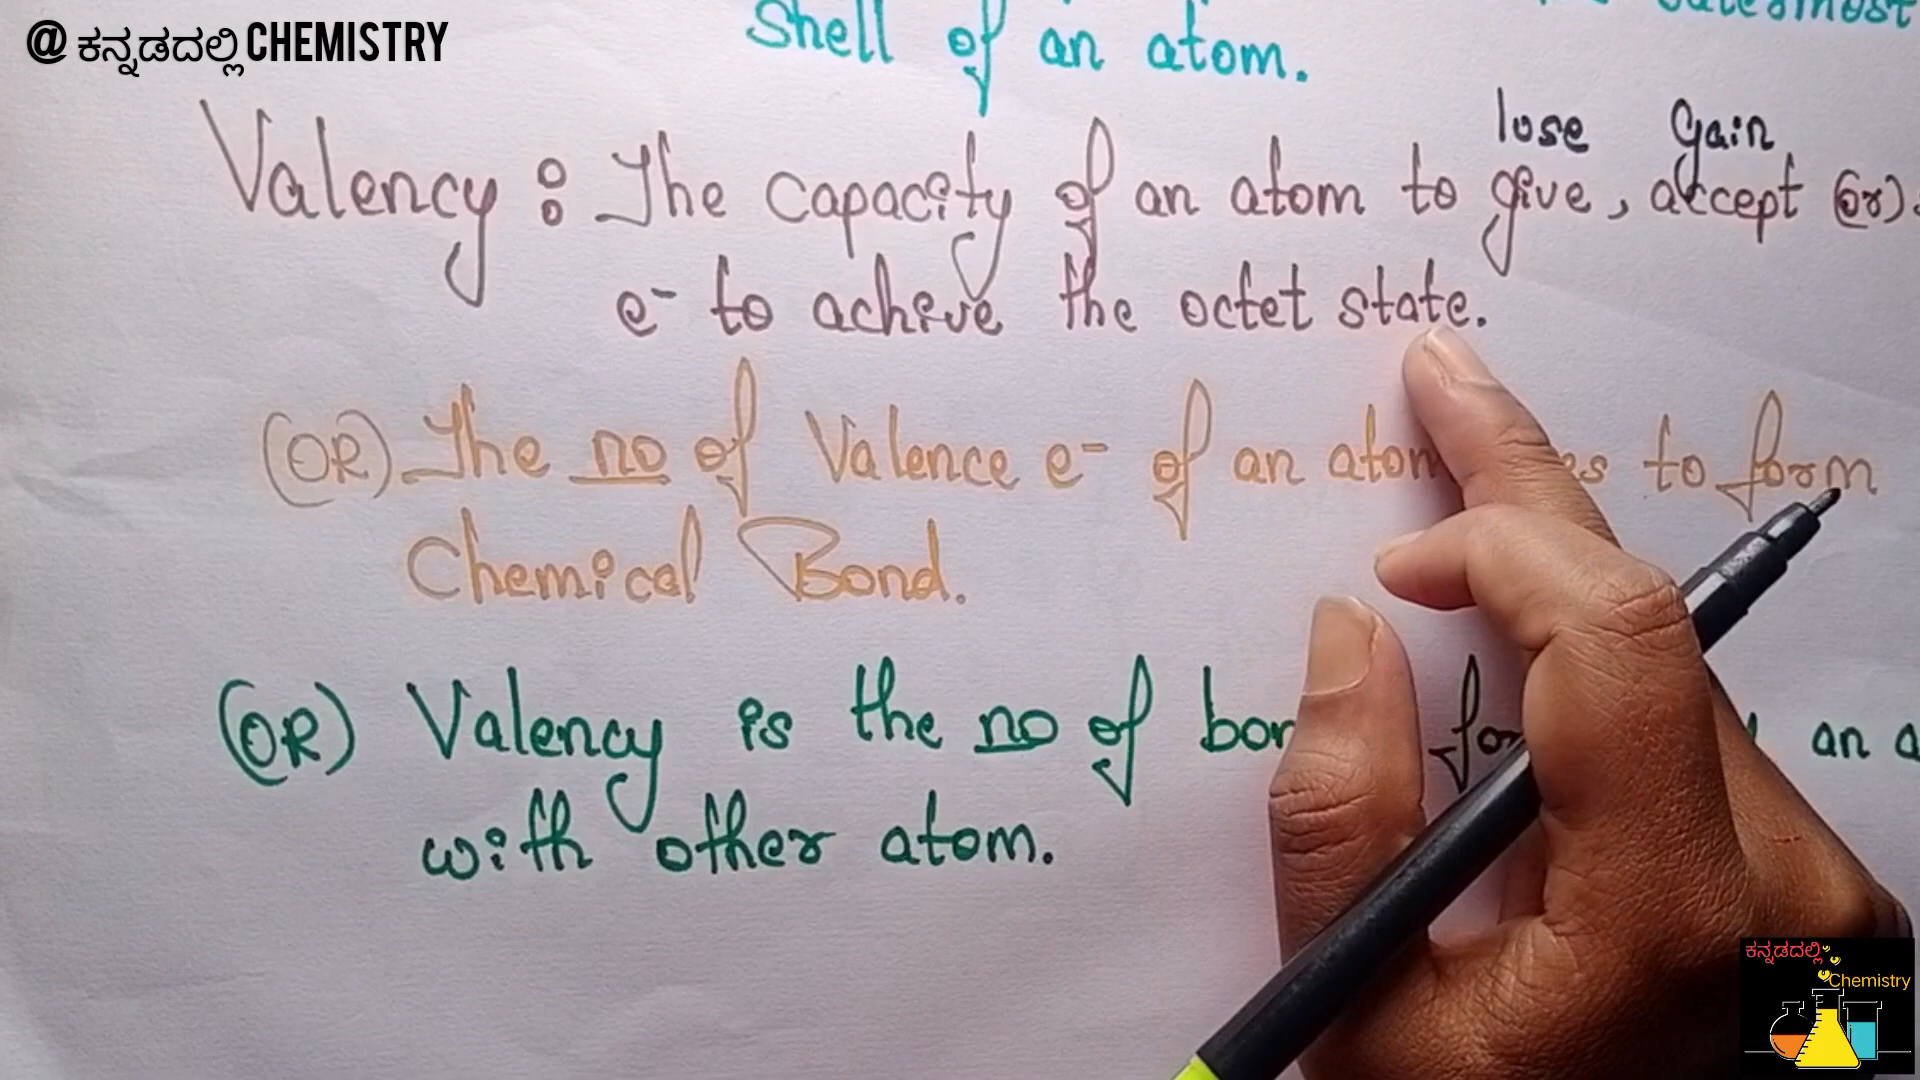 @ ಕನ್ನಡದಲ್ಲಿ CHEMISTRY
Shell of an atom.
lose Gain
Valency : The capacity of an atom to give, accept (or)
e- to achive the octet state.
(OR) The no of Valence e- of an atom to form
Chemical Bond.
(OR) Valency is the no of an
with other atom.
ಕನ್ನಡದಲ್ಲಿ
Chemistry